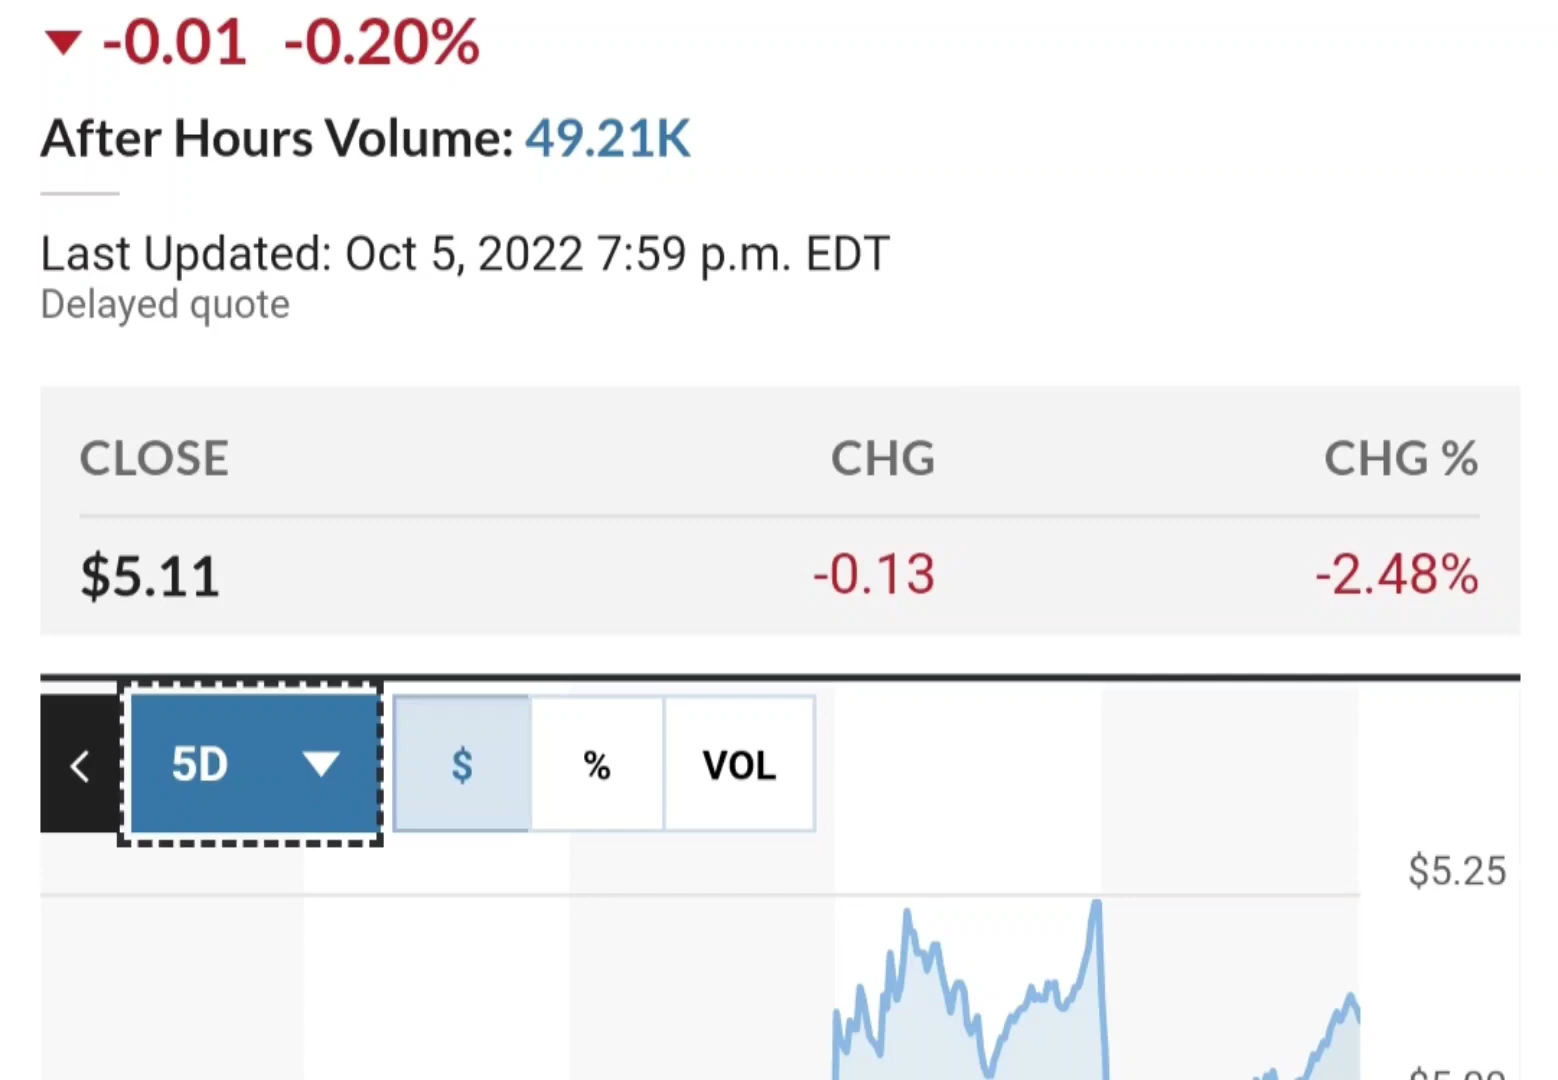 -0.01 -0.20%
After Hours Volume: 49.21K
Last Updated: Oct 5, 2022 7:59 p.m. EDT
Delayed quote
CLOSE CHG CHG %
$5.11 -0.13 -2.48%
5D $ % VOL
$5.25